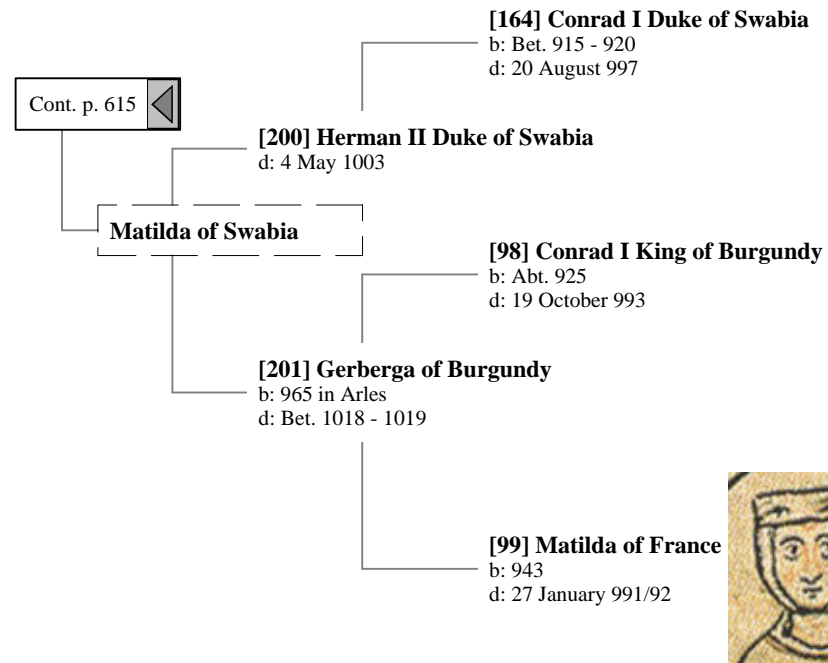 [164] Conrad I Duke of Swabia
b: Bet. 915 - 920
d: 20 August 997
Cont. p. 615
[200] Herman II Duke of Swabia
d: 4 May 1003
Matilda of Swabia
[98] Conrad I King of Burgundy
b: Abt. 925
d: 19 October 993
[201] Gerberga of Burgundy
b: 965 in Arles
d: Bet. 1018 - 1019
[99] Matilda of France
b: 943
d: 27 January 991/92